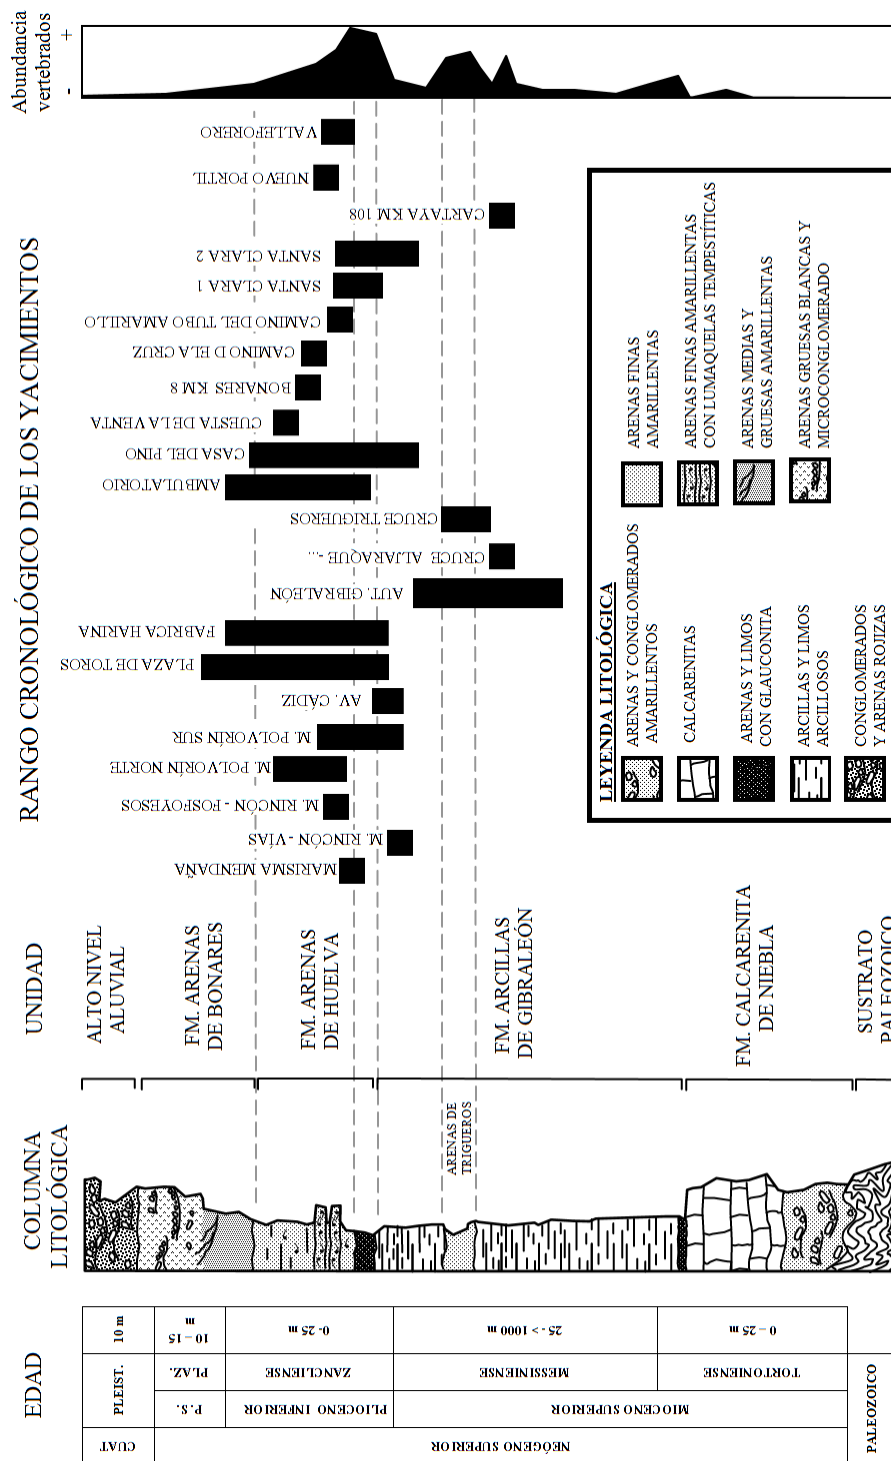 EDAD
COLUMNA
LITOLÓGICA
UNIDAD
RANGO CRONOLÓGICO DE LOS YACIMIENTOS
Abundancia
vertebrados
+
-
CUAT
PLEIST.
10 m
NEÓGENO SUPERIOR
P.S.
PLAZ.
10 – 15
m
PLIOCENO INFERIOR
ZANCLIENSE
0- 25 m
MIOCENO SUPERIOR
MESSINIENSE
25 - > 1000 m
TORTONIENSE
0 – 25 m
PALEOZOICO
ARENAS DE
TRIGUEROS
ALTO NIVEL
ALUVIAL
FM. ARENAS
DE BONARES
FM. ARENAS
DE HUELVA
FM. ARCILLAS
DE GIBRALEÓN
FM. CALCARENITA
DE NIEBLA
SUSTRATO
PALEOZOICO
MARISMA MENDAÑA
M. RINCÓN - VÍAS
M. RINCÓN - FOSFOYESOS
M. POLVORÍN NORTE
M. POLVORÍN SUR
AV. CÁDIZ
PLAZA DE TOROS
FABRICA HARINA
AUT. GIBRALEÓN
CRUCE ALJARAQUE -...
CRUCE TRIGUEROS
AMBULATORIO
CASA DEL PINO
CUESTA DE LA VENTA
BONARES KM 8
CAMINO D ELA CRUZ
CAMINO DEL TUBO AMARILLO
SANTA CLARA 1
SANTA CLARA 2
CARTAYA KM 108
NUEVO PORTIL
VALLEFORERO
LEYENDA LITOLÓGICA
ARENAS Y CONGLOMERADOS
AMARILLENTOS
CALCARENITAS
ARENAS Y LIMOS
CON GLAUCONITA
ARCILLAS Y LIMOS
ARCILLOSOS
CONGLOMERADOS
Y ARENAS ROJIZAS
ARENAS FINAS
AMARILLENTAS
ARENAS FINAS AMARILLENTAS
CON LUMAQUELAS TEMPESTÍTICAS
ARENAS MEDIAS Y
GRUESAS AMARILLENTAS
ARENAS GRUESAS BLANCAS Y
MICROCONGLOMERADO